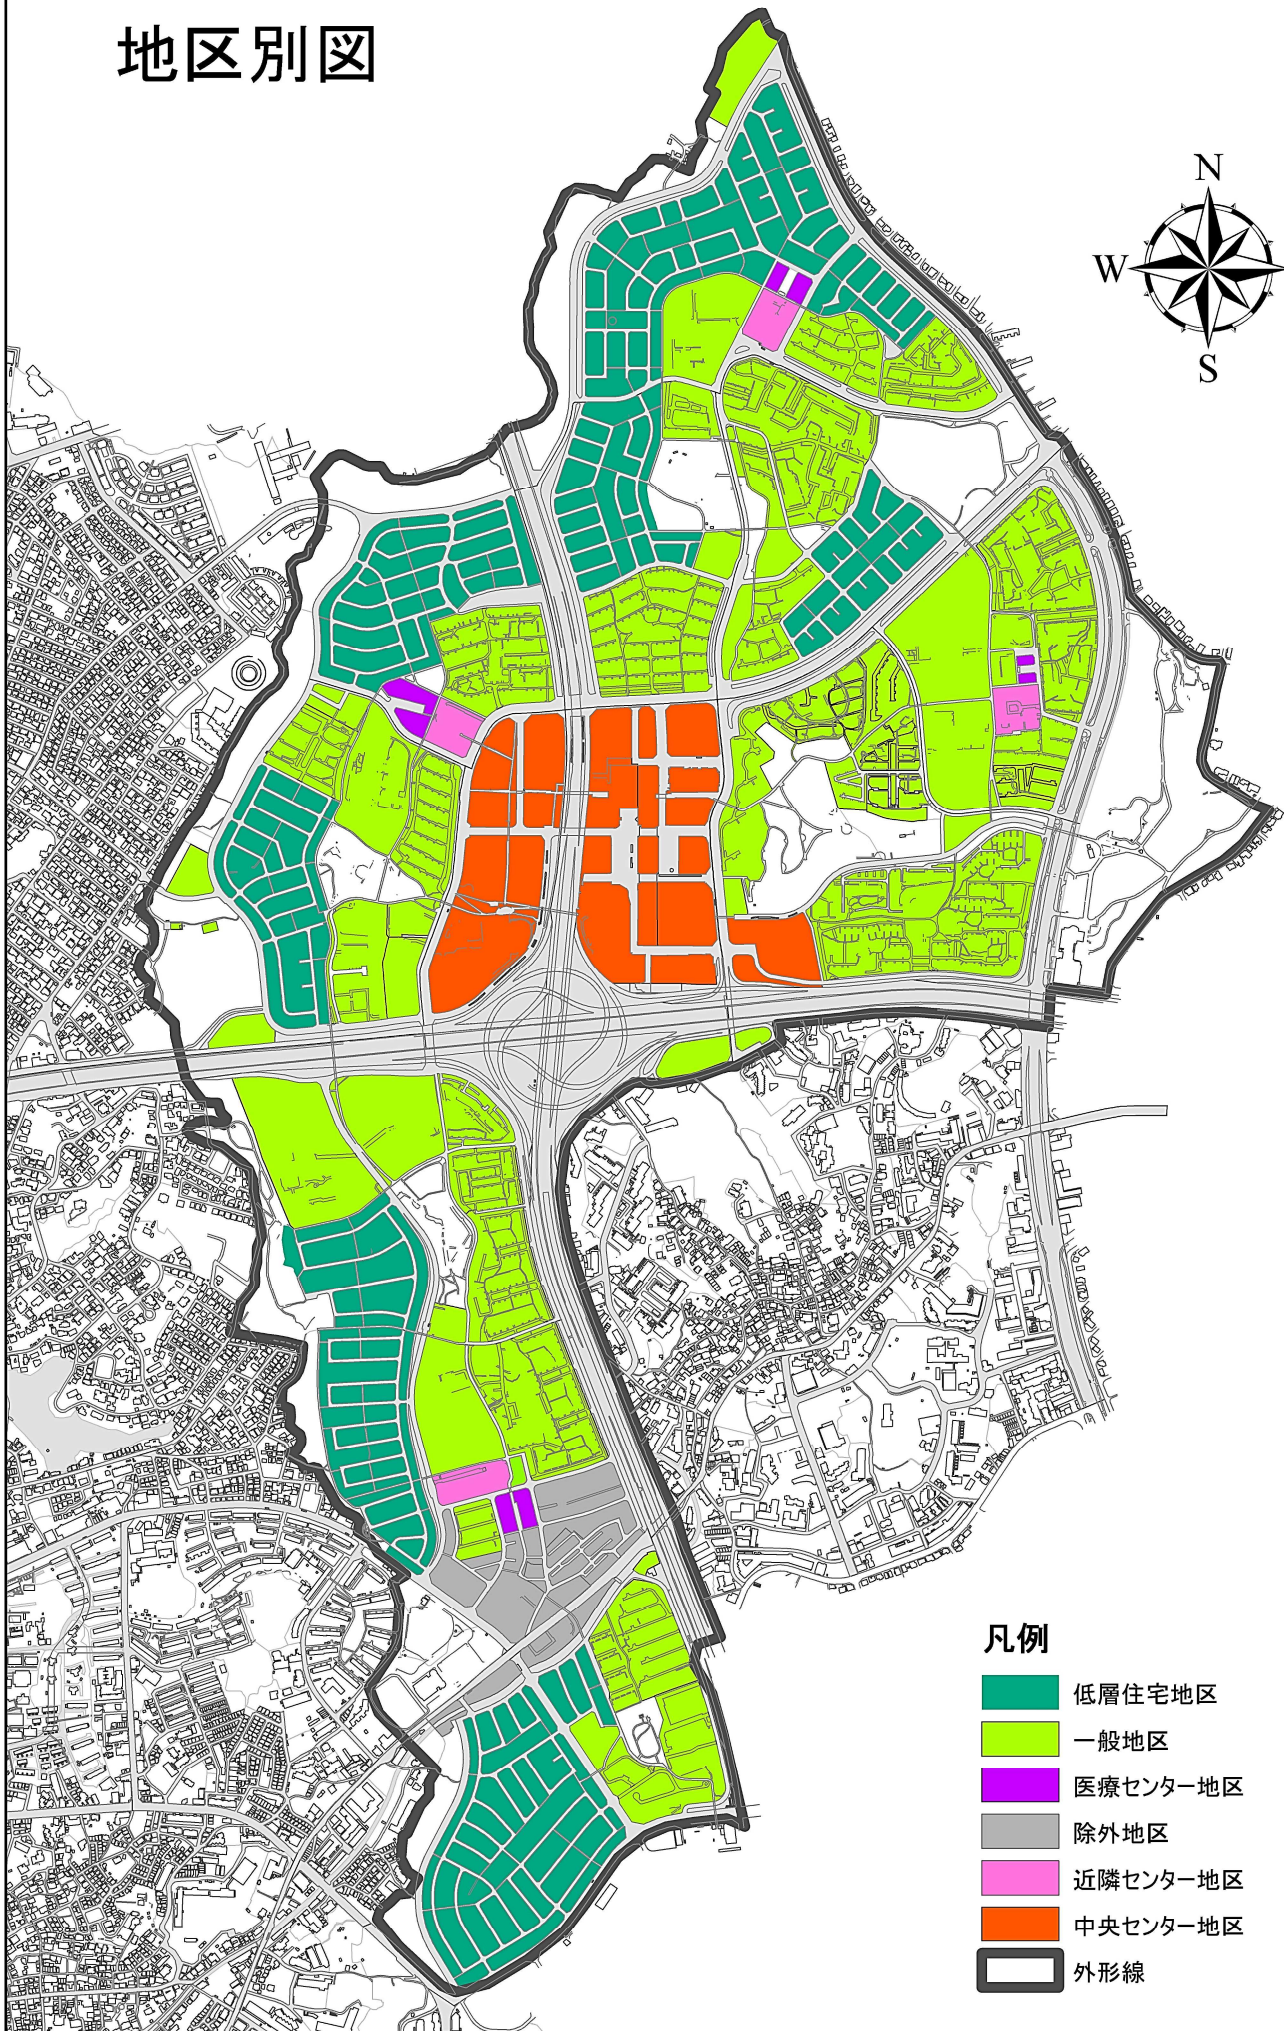 地区別図
N
W
S
凡例
低層住宅地区
一般地区
医療センター地区
除外地区
近隣センター地区
中央センター地区
外形線